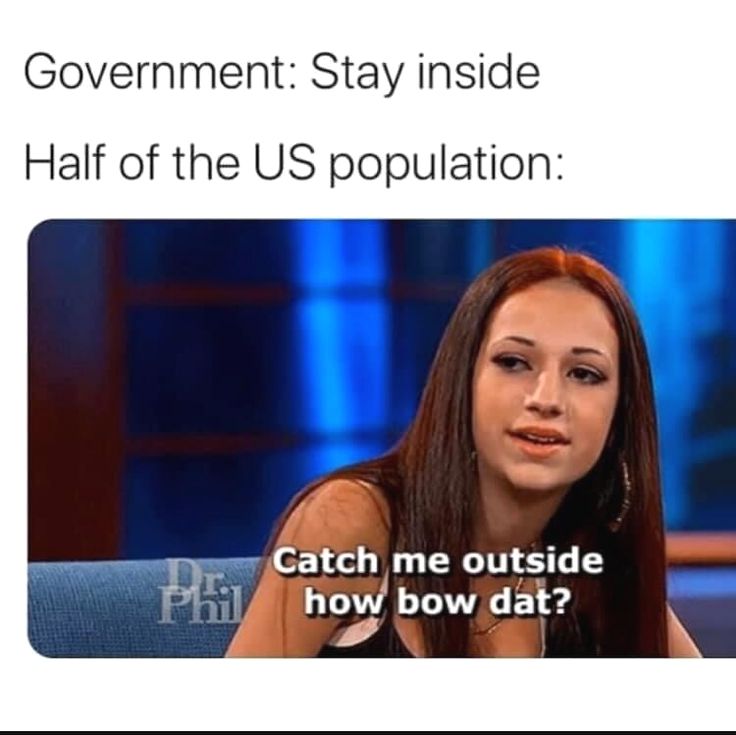 Government: Stay inside
Half of the US population:
Catch me outside
how bow dat?
Dr.
Phil